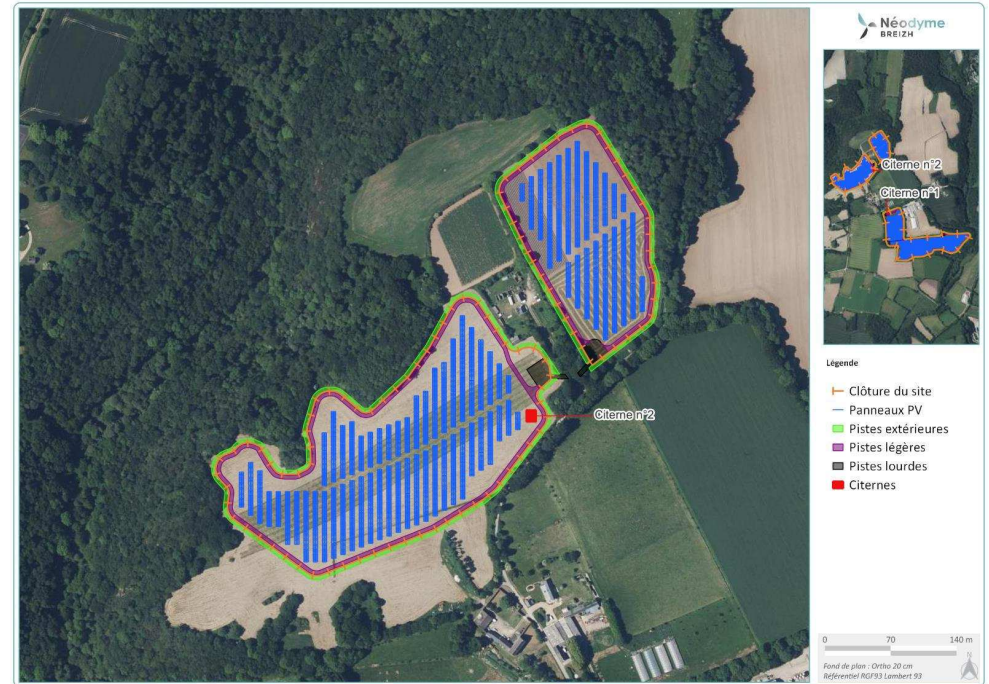 Néodyme
BREIZH
Citerne n°2
Citerne n°1
Légende
Clôture du site
Panneaux PV
Pistes extérieures
Pistes légères
Pistes lourdes
Citernes
Citerne n°2
0 70 140 m
N
Fond de plan : Ortho 20 cm
Référentiel RGF93 Lambert 93